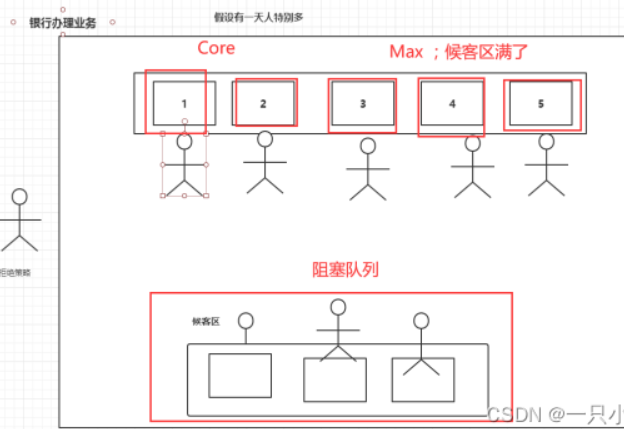 假设有一天人特别多
银行办理业务
Core
Max ；候客区满了
1 2 3 4 5
拒绝策略
阻塞队列
候客区
CSDN @一只小